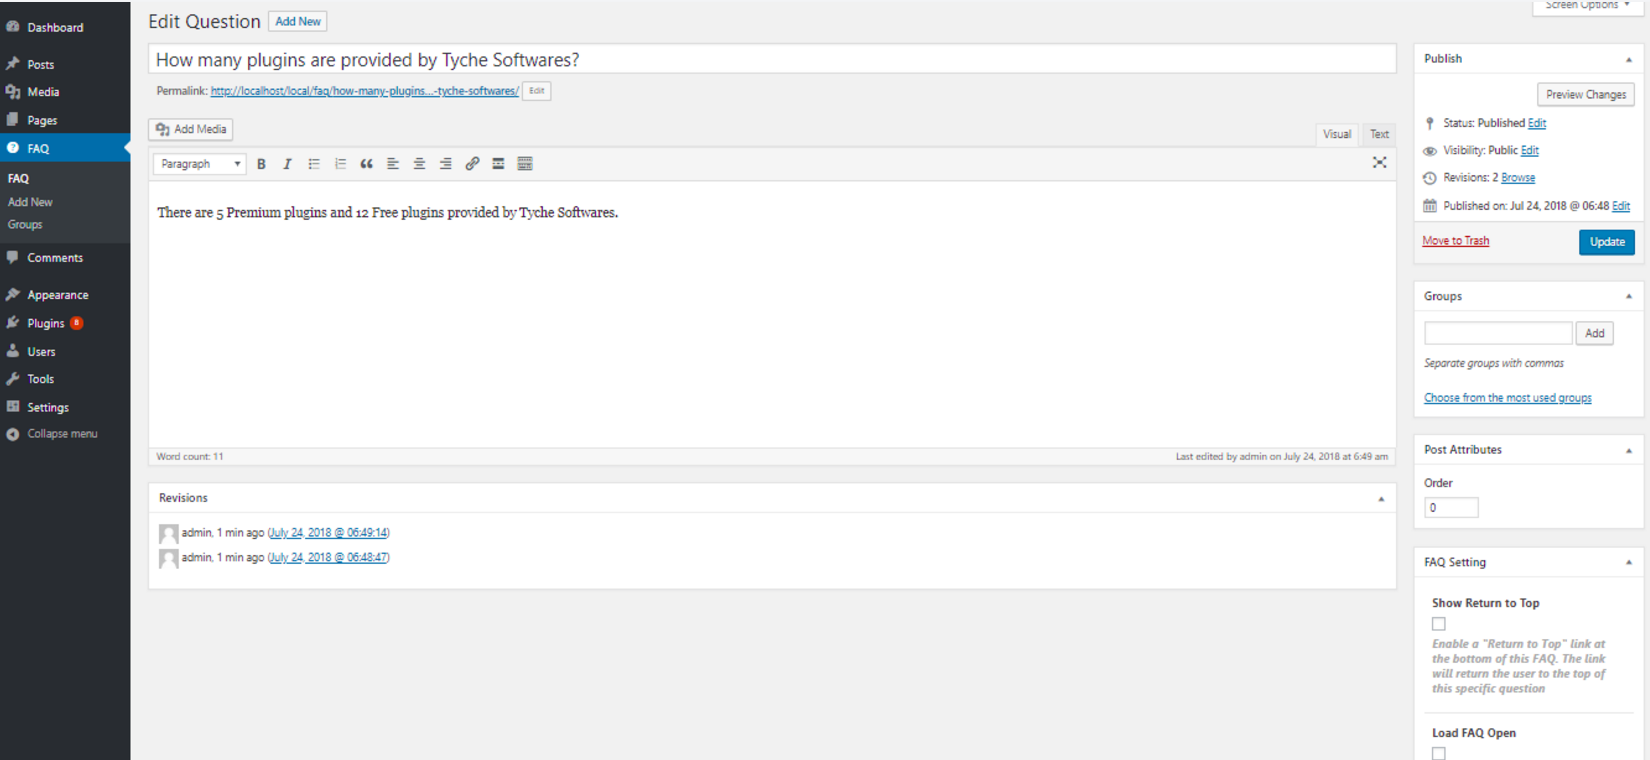 Dashboard
Posts
Media
Pages
FAQ
FAQ
Add New
Groups
Comments
Appearance
Plugins 8
Users
Tools
Settings
Collapse menu
Screen Options
Edit Question Add New
How many plugins are provided by Tyche Softwares?
Permalink: http://localhost/local/faq/how-many-plugins...-tyche-softwares/ Edit
Add Media
Visual Text
Paragraph B I
There are 5 Premium plugins and 12 Free plugins provided by Tyche Softwares.
Word count: 11 Last edited by admin on July 24, 2018 at 6:49 am
Revisions
admin, 1 min ago (July 24, 2018 @ 06:49:14)
admin, 1 min ago (July 24, 2018 @ 06:48:47)
Publish
Preview Changes
Status: Published Edit
Visibility: Public Edit
Revisions: 2 Browse
Published on: Jul 24, 2018 @ 06:48 Edit
Move to Trash Update
Groups
Add
Separate groups with commas
Choose from the most used groups
Post Attributes
Order
0
FAQ Setting
Show Return to Top
Enable a "Return to Top" link at
the bottom of this FAQ. The link
will return the user to the top of
this specific question
Load FAQ Open